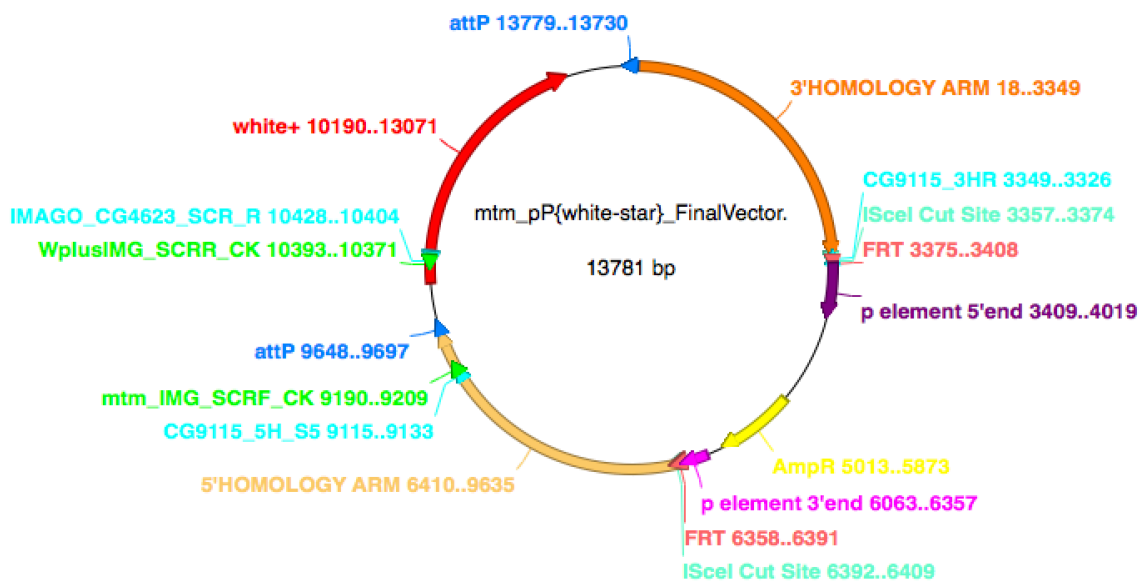 attP 13779..13730
3'HOMOLOGY ARM 18..3349
white+ 10190..13071
CG9115_3HR 3349..3326
IMAGO_CG4623_SCR_R 10428..10404
mtm_pP{white-star}_FinalVector.
ISceI Cut Site 3357..3374
WplusIMG_SCRR_CK 10393..10371
FRT 3375..3408
13781 bp
p element 5'end 3409..4019
attP 9648..9697
mtm_IMG_SCRF_CK 9190..9209
CG9115_5H_S5 9115..9133
AmpR 5013..5873
5'HOMOLOGY ARM 6410..9635
p element 3'end 6063..6357
FRT 6358..6391
ISceI Cut Site 6392..6409